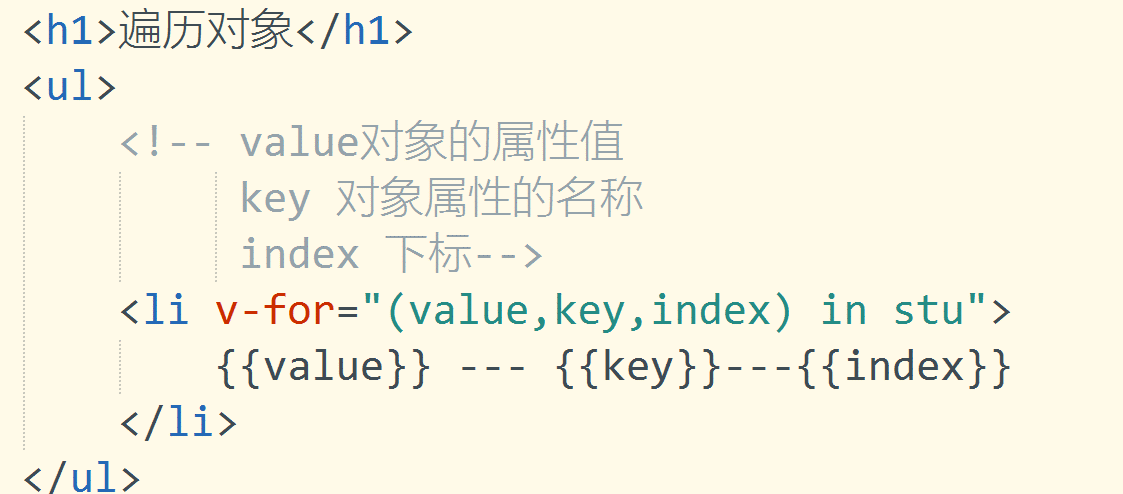 <h1>遍历对象</h1>
<ul>
<!-- value对象的属性值
key 对象属性的名称
index 下标-->
<li v-for="(value,key,index) in stu">
{{value}} --- {{key}}---{{index}}
</li>
</ul>